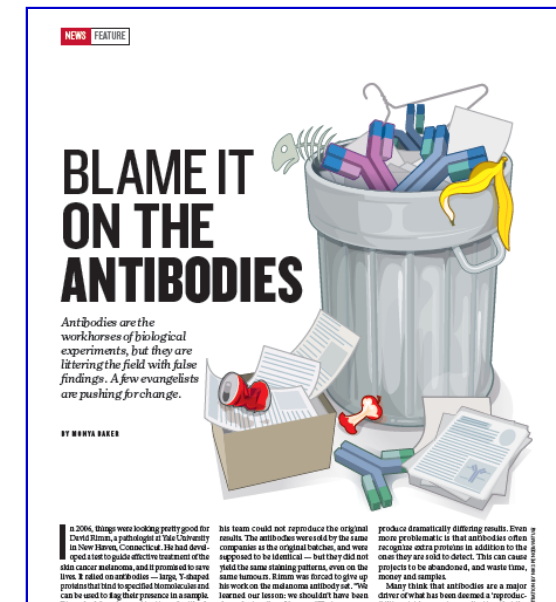 NEWS FEATURE
BLAME IT
ON THE
ANTIBODIES
Antibodies are the
workhorses of biological
experiments, but they are
littering the field with false
findings. A few evangelists
are pushing for change.
BY MONYA BAKER
In 2006, things were looking pretty good for
David Rimm, a pathologist at Yale University
in New Haven, Connecticut. He had devel-
oped a test to guide effective treatment of the
skin cancer melanoma, and it promised to save
lives. It relied on antibodies — large, Y-shaped
proteins that bind to specified biomolecules and
can be used to flag their presence in a sample.
his team could not reproduce the original
results. The antibodies were sold by the same
companies as the original batches, and were
supposed to be identical — but they did not
yield the same staining patterns, even on the
same tumours. Rimm was forced to give up
his work on the melanoma antibody set. “We
learned our lesson: we shouldn’t have been
produce dramatically differing results. Even
more problematic is that antibodies often
recognize extra proteins in addition to the
ones they are sold to detect. This can cause
projects to be abandoned, and waste time,
money and samples.
Many think that antibodies are a major
driver of what has been deemed a ‘reproduc-